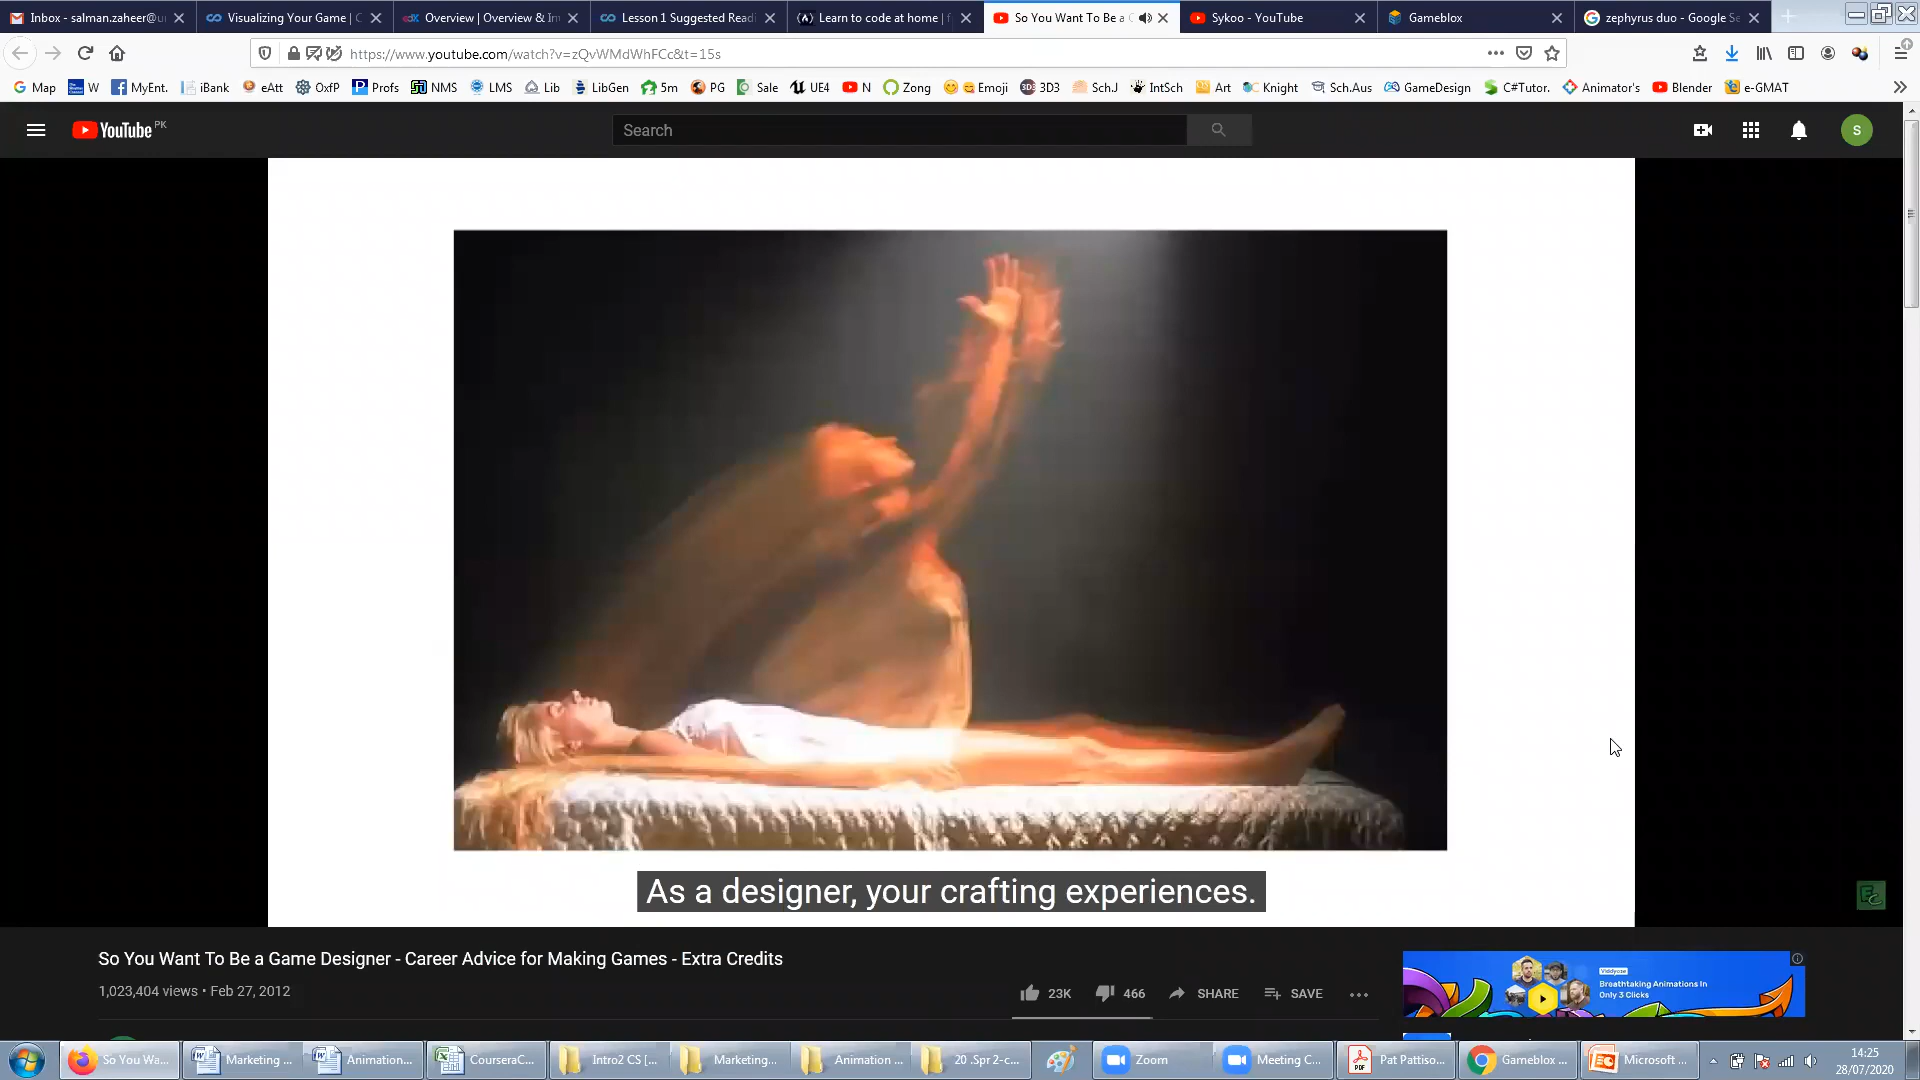 Inbox - salman.zaheer@u
Visualizing Your Game | C
Overview | Overview & In
Lesson 1 Suggested Readi
Learn to code at home | f
So You Want To Be a G
Sykoo - YouTube
Gameblox
zephyrus duo - Google Se
https://www.youtube.com/watch?v=zQvWMdWhFCc&t=15s
Map W MyEnt. iBank eAtt OxfP Profs NMS LMS Lib LibGen 5m PG Sale UE4 N Zong Emoji 3D3 Sch.J IntSch Art Knight Sch.Aus GameDesign C#Tutor. Animator's Blender e-GMAT
YouTube PK
Search
S
As a designer, your crafting experiences.
So You Want To Be a Game Designer - Career Advice for Making Games - Extra Credits
1,023,404 views • Feb 27, 2012
23K 466 SHARE SAVE
Viddyoze
Breathtaking Animations In
Only 3 Clicks
So You Wa...
Marketing ...
Animation...
CourseraC...
Intro2 CS [...
Marketing...
Animation ...
20 .Spr 2-c...
Zoom
Meeting C...
Pat Pattiso...
Gameblox ...
Microsoft ...
14:25
28/07/2020